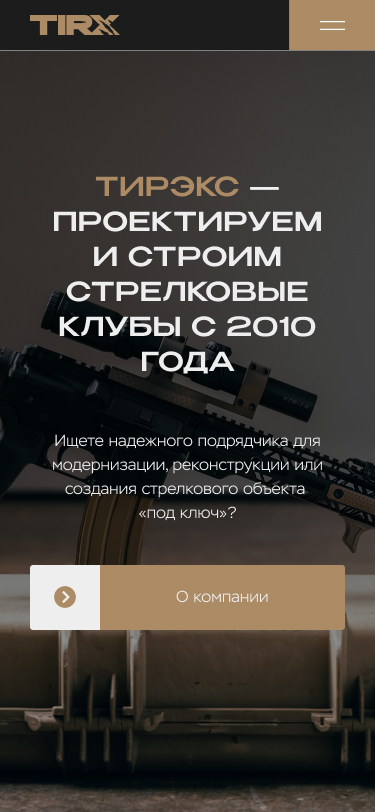 TIRX
ТИРЭКС —
ПРОЕКТИРУЕМ
И СТРОИМ
СТРЕЛКОВЫЕ
КЛУБЫ С 2010
ГОДА
Ищете надежного подрядчика для
модернизации, реконструкции или
создания стрелкового объекта
«под ключ»?
О компании